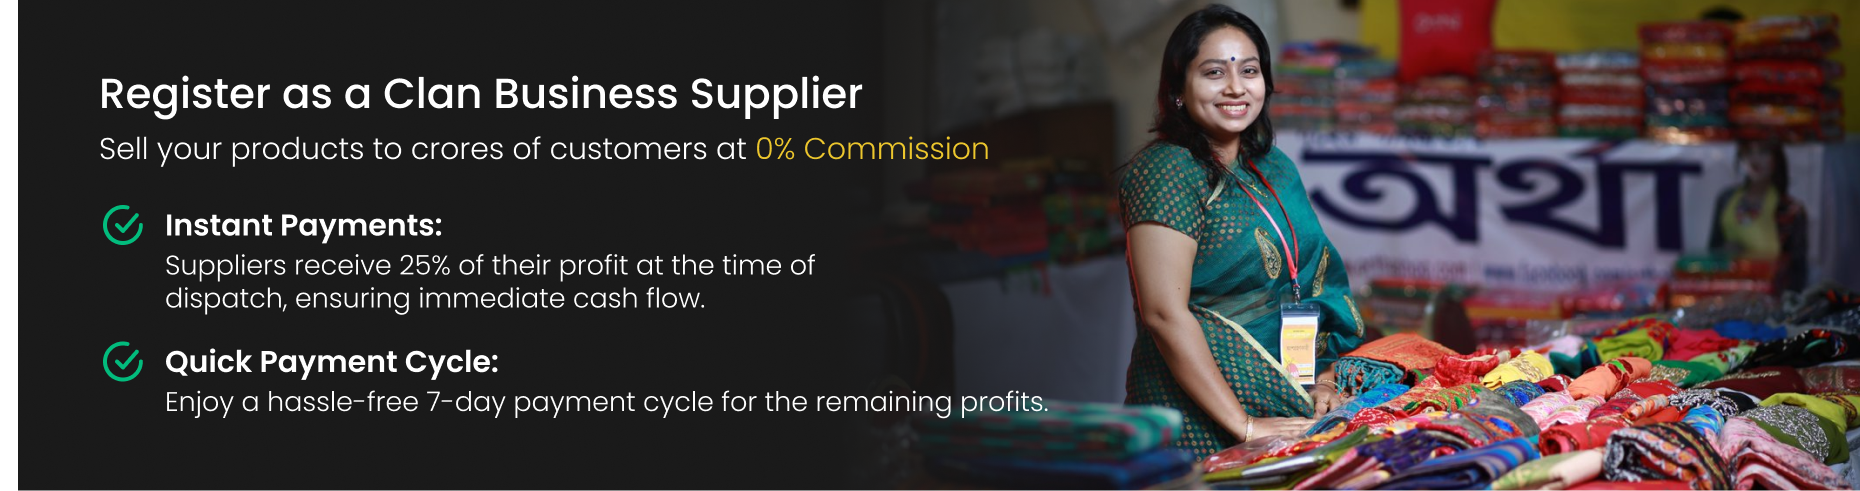 Register as a Clan Business Supplier
Sell your products to crores of customers at 0% Commission
Instant Payments:
Suppliers receive 25% of their profit at the time of
dispatch, ensuring immediate cash flow.
Quick Payment Cycle:
Enjoy a hassle-free 7-day payment cycle for the remaining profits.
অর্থা